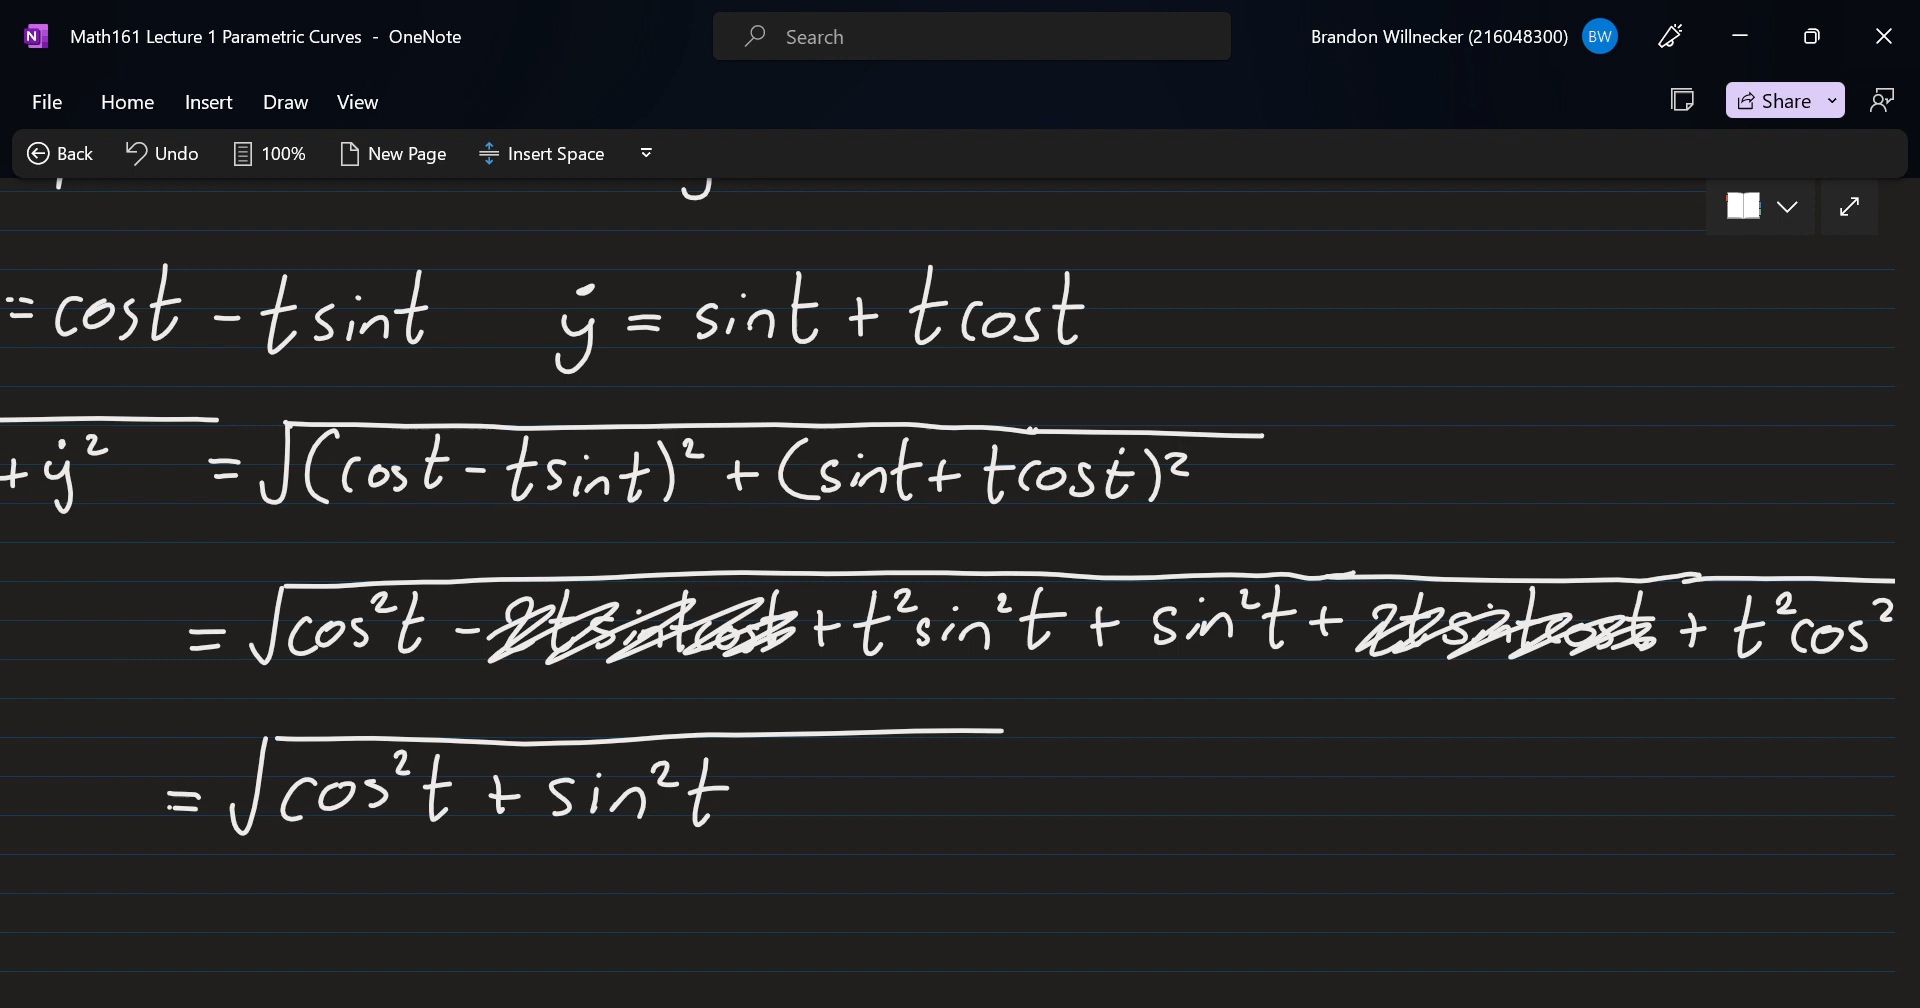 Math161 Lecture 1 Parametric Curves - OneNote
Search
Brandon Willnecker (216048300) BW
File Home Insert Draw View
Share
Back Undo 100% New Page Insert Space
= cost - tsint ẏ = sint + tcost
+ ẏ² = √(cost - tsint)² + (sint + tcost)²
= √cos²t - 2tsintcost + t²sin²t + sin²t + 2tsintcost + t²cos²
= √cos²t + sin²t